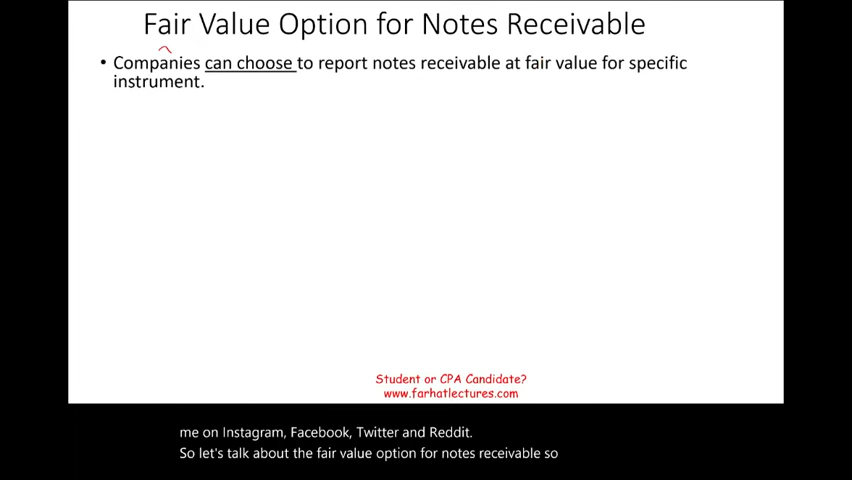 Fair Value Option for Notes Receivable
• Companies can choose to report notes receivable at fair value for specific
instrument.
Student or CPA Candidate?
www.farhatlectures.com
me on Instagram, Facebook, Twitter and Reddit.
So let's talk about the fair value option for notes receivable so